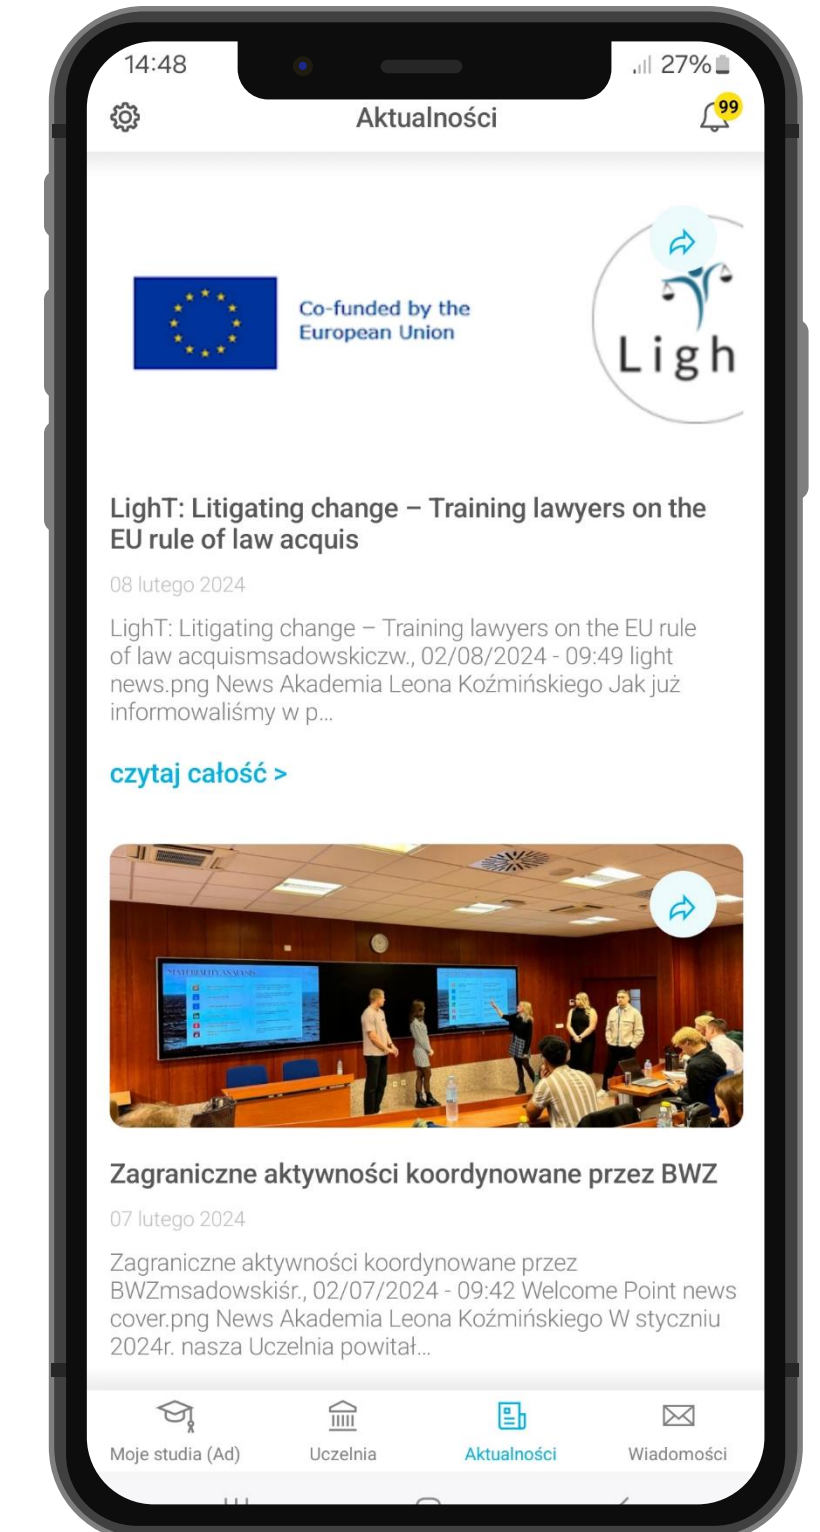 14:48
27%
Aktualności
99
Co-funded by the
European Union
Ligh
LighT: Litigating change – Training lawyers on the
EU rule of law acquis
08 lutego 2024
LighT: Litigating change – Training lawyers on the EU rule
of law acquismsadowskiczw., 02/08/2024 - 09:49 light
news.png News Akademia Leona Koźmińskiego Jak już
informowaliśmy w p...
czytaj całość >
MATERIALITY ANALYSIS
Zagraniczne aktywności koordynowane przez BWZ
07 lutego 2024
Zagraniczne aktywności koordynowane przez
BWZmsadowskiśr., 02/07/2024 - 09:42 Welcome Point news
cover.png News Akademia Leona Koźmińskiego W styczniu
2024r. nasza Uczelnia powitał...
Moje studia (Ad)
Uczelnia
Aktualności
Wiadomości